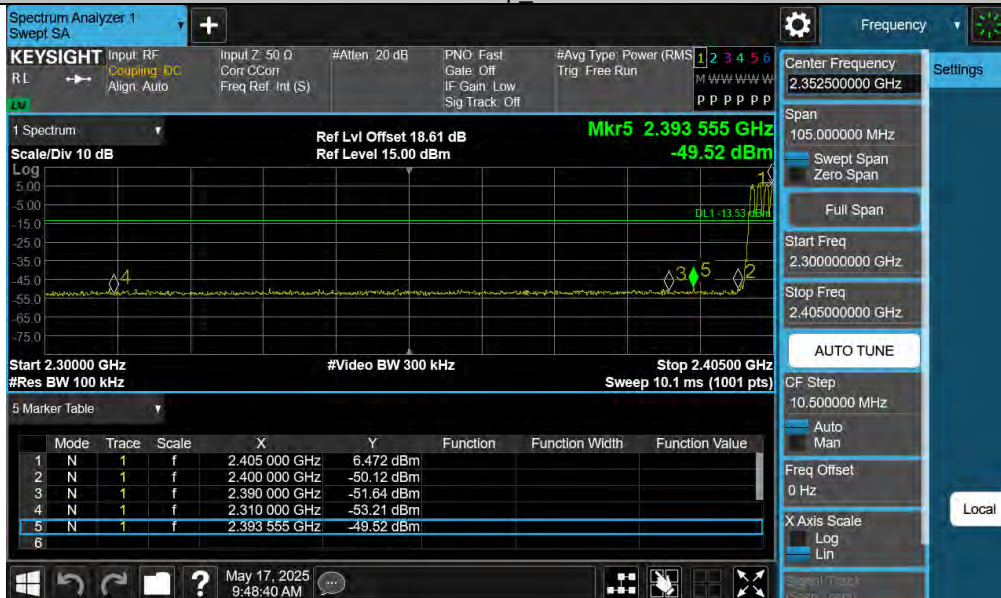 Spectrum Analyzer 1
Swept SA
+
Frequency
KEYSIGHT Input: RF Input Z: 50 Ω #Atten: 20 dB PNO: Fast #Avg Type: Power (RMS 1 2 3 4 5 6
RL Coupling: DC Corr CCorr Gate: Off Trig: Free Run M W W W W W
Align: Auto Freq Ref: Int (S) IF Gain: Low
Sig Track: Off P P P P P P
LXI
Center Frequency
2.352500000 GHz
Settings
Span
105.000000 MHz
Swept Span
Zero Span
Full Span
Start Freq
2.300000000 GHz
Stop Freq
2.405000000 GHz
AUTO TUNE
CF Step
10.500000 MHz
Auto
Man
Freq Offset
0 Hz
X Axis Scale
Log
Lin
Signal Track
Local
1 Spectrum
Scale/Div 10 dB
Ref Lvl Offset 18.61 dB
Ref Level 15.00 dBm
Mkr5 2.393 555 GHz
-49.52 dBm
Log
5.00
-5.00
-15.0
-25.0
-35.0
-45.0
-55.0
-65.0
-75.0
1
DL1 -13.53 dBm
4
3
5
2
Start 2.30000 GHz #Video BW 300 kHz Stop 2.40500 GHz
#Res BW 100 kHz Sweep 10.1 ms (1001 pts)
5 Marker Table
Mode Trace Scale X Y Function Function Width Function Value
1 N 1 f 2.405 000 GHz 6.472 dBm
2 N 1 f 2.400 000 GHz -50.12 dBm
3 N 1 f 2.390 000 GHz -51.64 dBm
4 N 1 f 2.310 000 GHz -53.21 dBm
5 N 1 f 2.393 555 GHz -49.52 dBm
6
?
May 17, 2025
9:48:40 AM